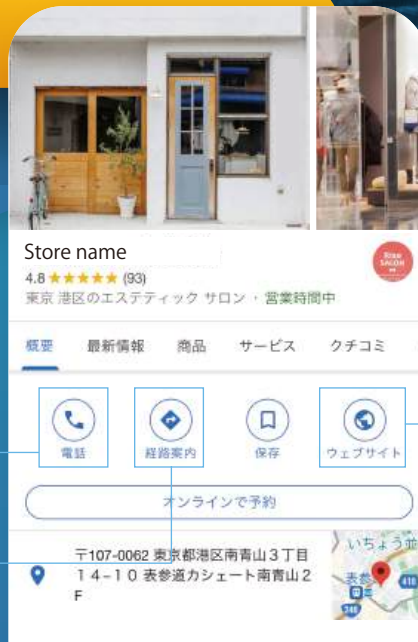 Store name
4.8 ★★★★★ (93)
東京 港区のエステティック サロン・営業時間中
概要 最新情報 商品 サービス クチコミ
電話 経路案内 保存 ウェブサイト
オンラインで予約
〒107-0062 東京都港区南青山3丁目
14-10 表参道カシェート南青山2
F
いちょう並
表参
246